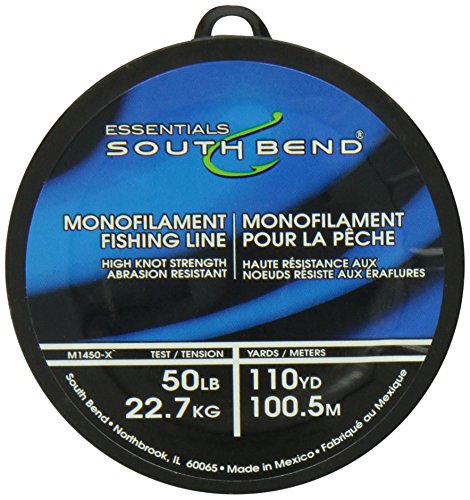 ESSENTIALS
SOUTH BEND®
MONOFILAMENT
FISHING LINE
HIGH KNOT STRENGTH
ABRASION RESISTANT
MONOFILAMENT
POUR LA PÊCHE
HAUTE RÉSISTANCE AUX
NOEUDS RÉSISTE AUX ÉRAFLURES
M1450-X TEST / TENSION YARDS / METERS
50LB 110YD
22.7KG 100.5M
South Bend • Northbrook, IL 60065 • Made in Mexico • Fabriqué au Mexique